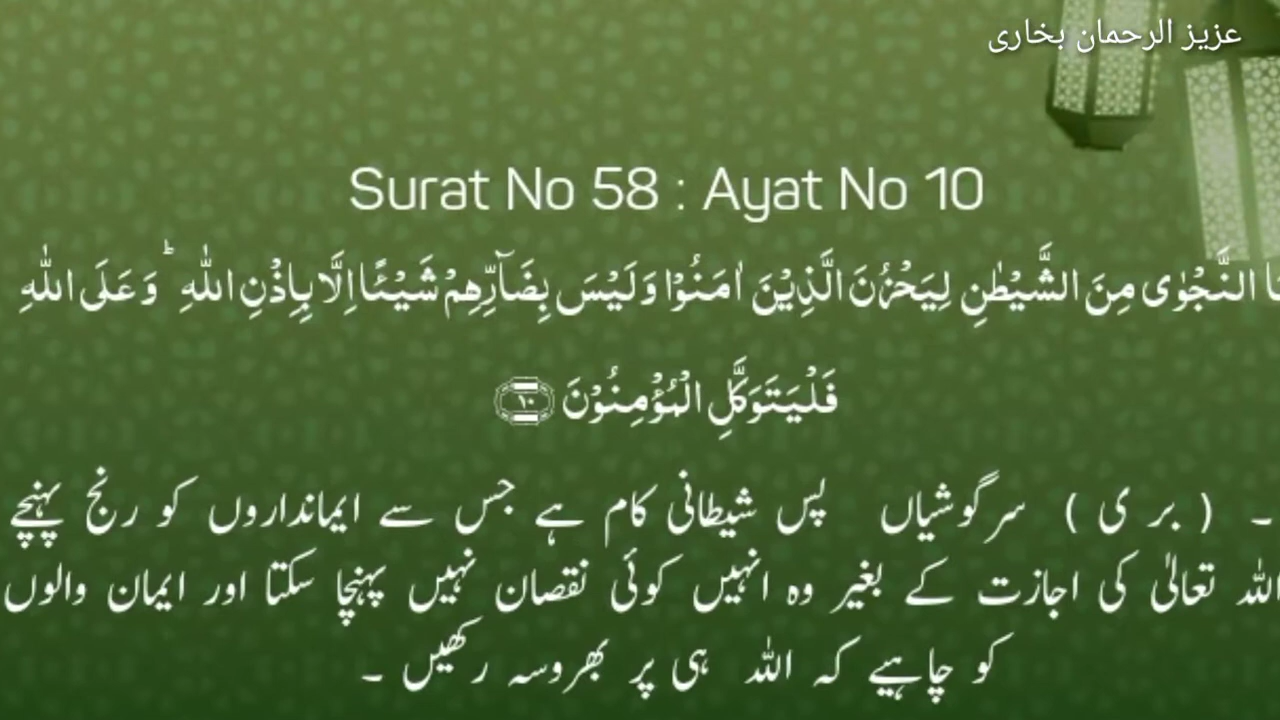 عزیز الرحمان بخاری
Surat No 58 : Ayat No 10
النَّجۡوٰی مِنَ الشَّیۡطٰنِ لِیَحۡزُنَ الَّذِیۡنَ اٰمَنُوۡا وَلَیۡسَ بِضَآرِّہِمۡ شَیۡئًا اِلَّا بِاِذۡنِ اللّٰہِ ؕ وَ عَلَی اللّٰہِ
فَلۡیَتَوَکَّلِ الۡمُؤۡمِنُوۡنَ ﴿۱۰﴾
۔ ( بر ی ) سرگوشیاں پس شیطانی کام ہے جس سے ایمانداروں کو رنج پہنچے
اللہ تعالٰی کی اجازت کے بغیر وہ انہیں کوئی نقصان نہیں پہنچا سکتا اور ایمان والوں
کو چاہیے کہ اللہ ہی پر بھروسہ رکھیں ۔